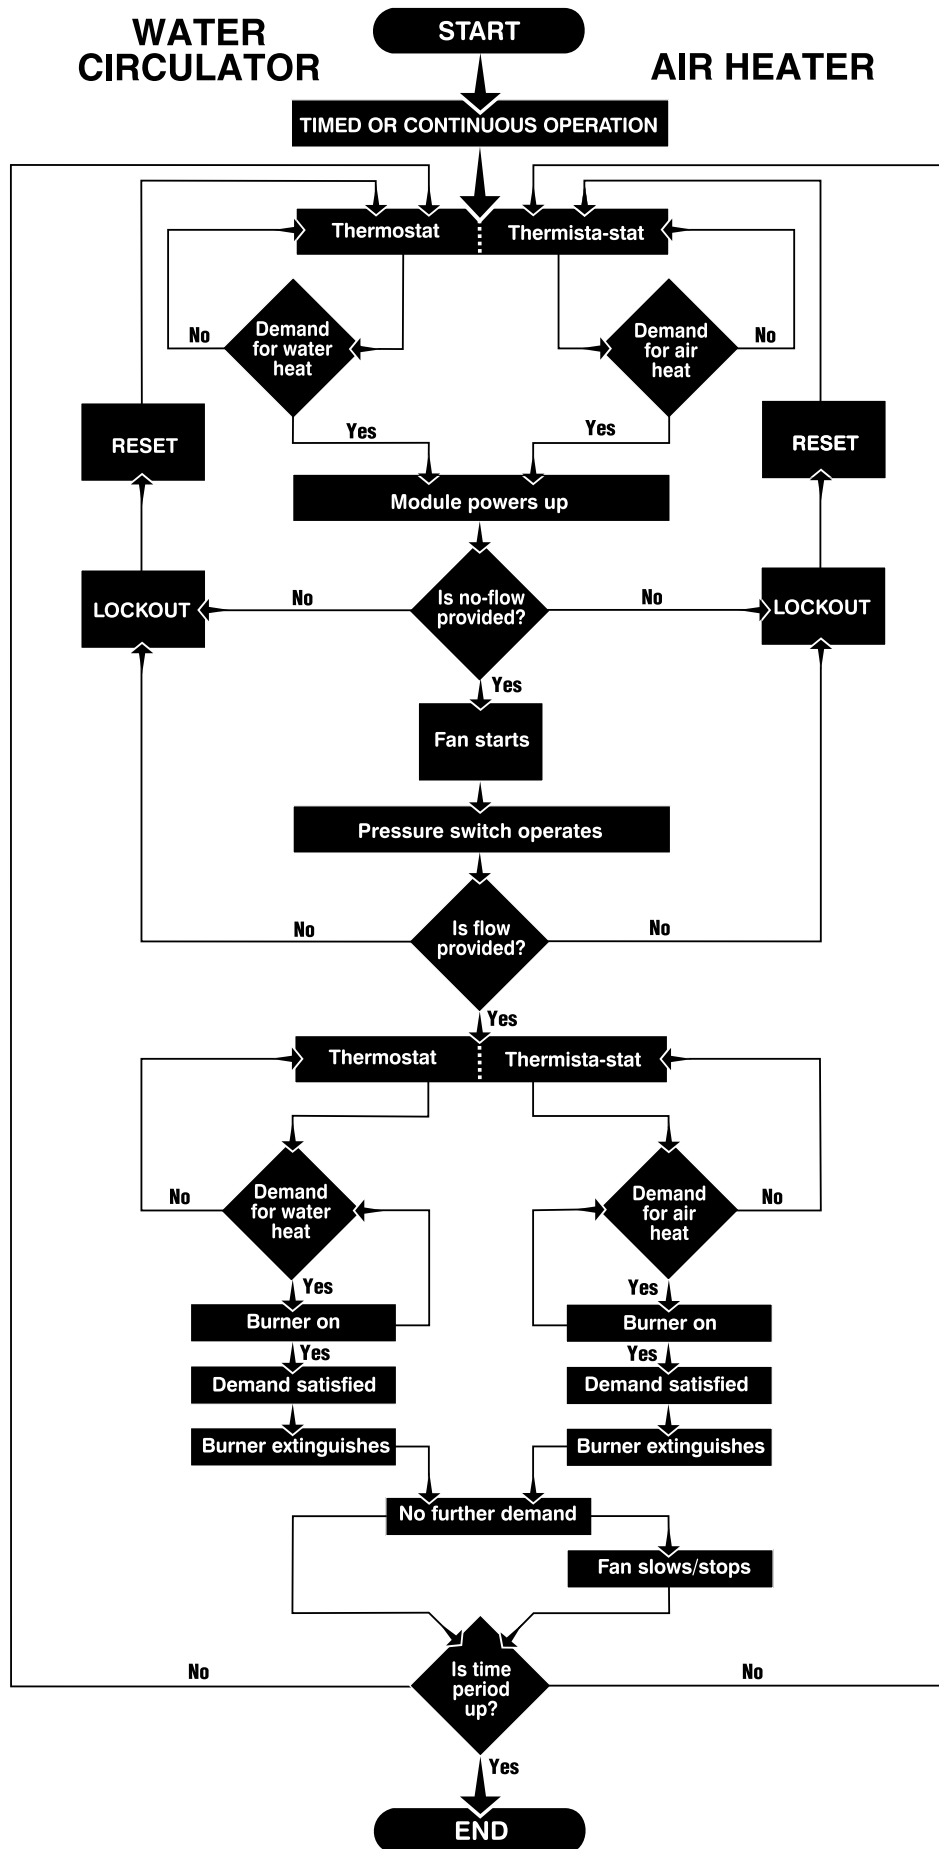 WATER
CIRCULATOR
START
AIR HEATER
TIMED OR CONTINUOUS OPERATION
Thermostat
Thermista-stat
No
Demand
for water
heat
Demand
for air
heat
No
Yes
Yes
RESET
RESET
Module powers up
LOCKOUT
No
Is no-flow
provided?
No
LOCKOUT
Yes
Fan starts
Pressure switch operates
No
Is flow
provided?
No
Yes
Thermostat
Thermista-stat
No
Demand
for water
heat
Demand
for air
heat
No
Yes
Yes
Burner on
Burner on
Yes
Yes
Demand satisfied
Demand satisfied
Burner extinguishes
Burner extinguishes
No further demand
Fan slows/stops
No
Is time
period
up?
No
Yes
END